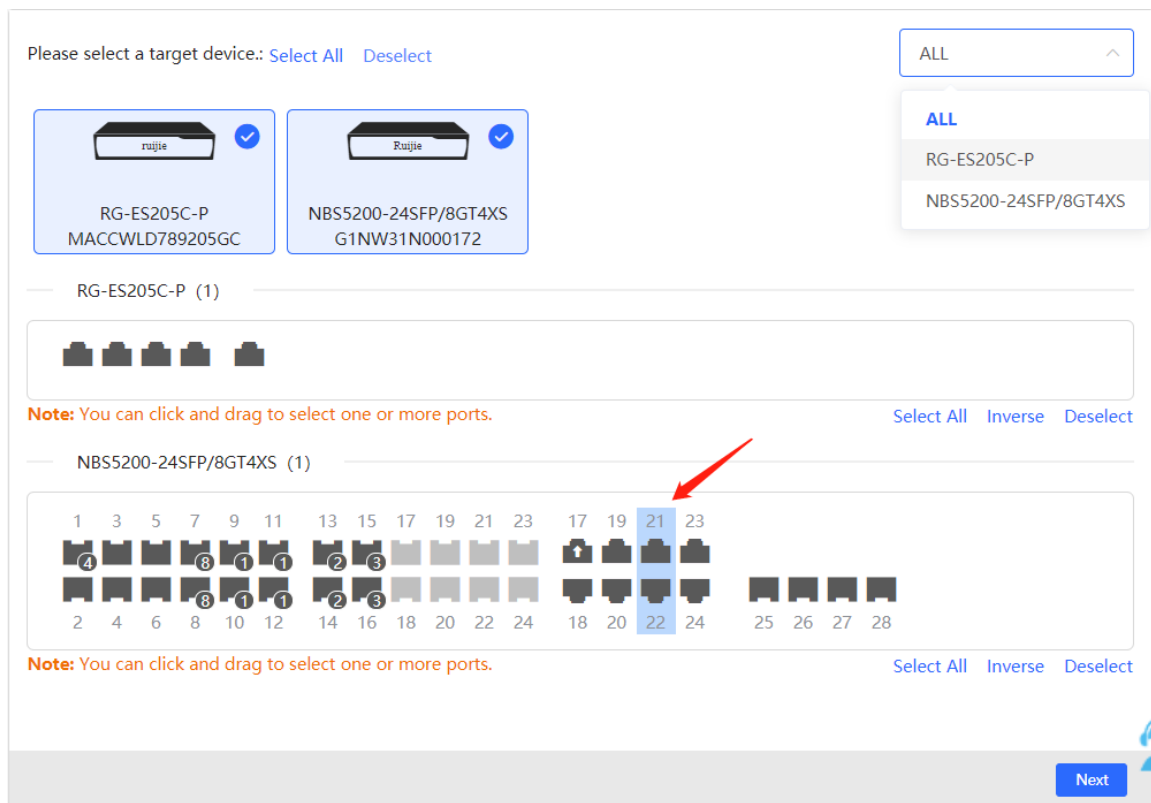 Please select a target device.: Select All Deselect
ALL
ALL
RG-ES205C-P
NBS5200-24SFP/8GT4XS
ruijie
Ruijie
RG-ES205C-P
MACCWLD789205GC
NBS5200-24SFP/8GT4XS
G1NW31N000172
RG-ES205C-P (1)
Note: You can click and drag to select one or more ports.
Select All Inverse Deselect
NBS5200-24SFP/8GT4XS (1)
1 3 5 7 9 11 13 15 17 19 21 23 17 19 21 23
4 8 1 1 2 3
8 1 1 2 3
2 4 6 8 10 12 14 16 18 20 22 24 18 20 22 24 25 26 27 28
Note: You can click and drag to select one or more ports.
Select All Inverse Deselect
Next